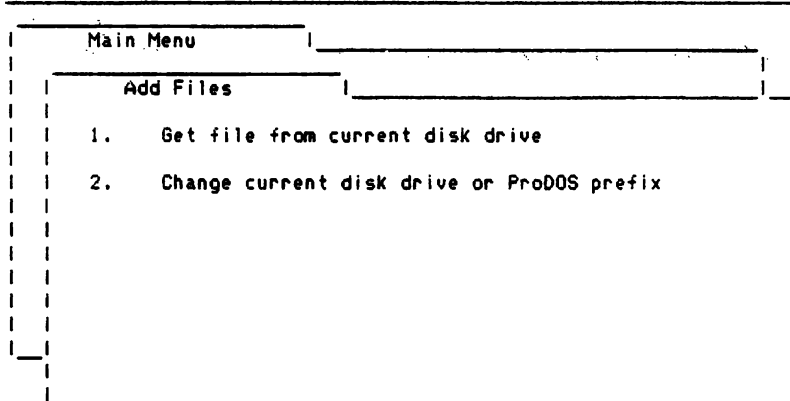 Main Menu
Add Files
1. Get file from current disk drive
2. Change current disk drive or ProDOS prefix